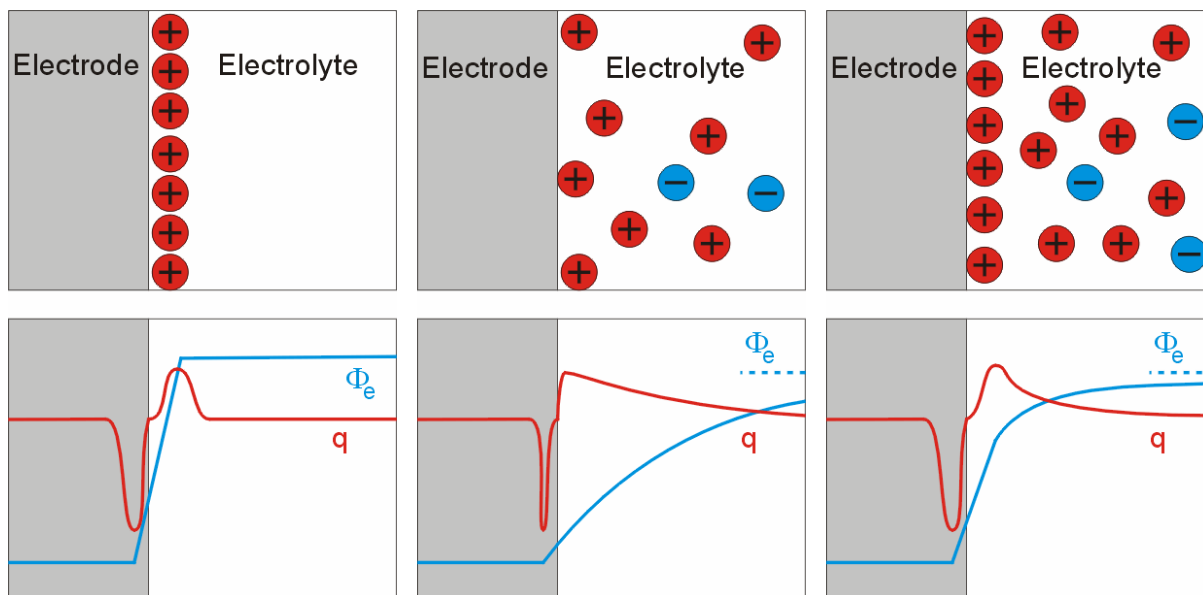 Electrode Electrolyte
Electrode Electrolyte
Electrode Electrolyte
+ + + + + + +
+ + + + + + + + − −
+ + + + + + + + + + + + + − − −
Φe
q
Φe
q
Φe
q